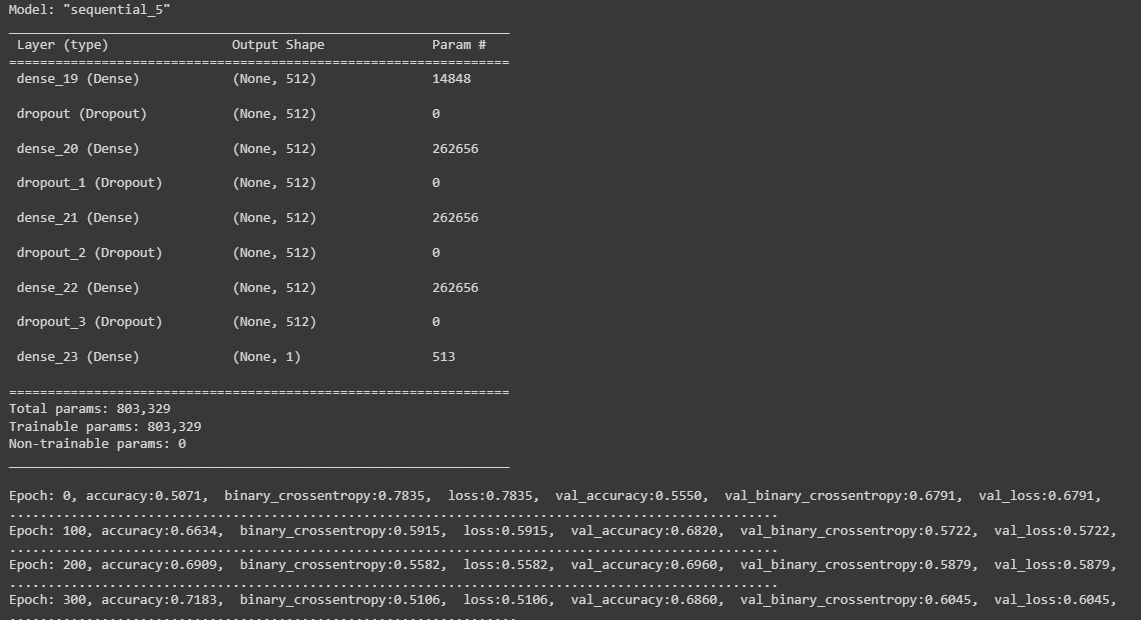 Model: "sequential_5"
_________________________________________________________________
Layer (type) Output Shape Param #
=================================================================
dense_19 (Dense) (None, 512) 14848
dropout (Dropout) (None, 512) 0
dense_20 (Dense) (None, 512) 262656
dropout_1 (Dropout) (None, 512) 0
dense_21 (Dense) (None, 512) 262656
dropout_2 (Dropout) (None, 512) 0
dense_22 (Dense) (None, 512) 262656
dropout_3 (Dropout) (None, 512) 0
dense_23 (Dense) (None, 1) 513
=================================================================
Total params: 803,329
Trainable params: 803,329
Non-trainable params: 0
_________________________________________________________________
Epoch: 0, accuracy:0.5071, binary_crossentropy:0.7835, loss:0.7835, val_accuracy:0.5550, val_binary_crossentropy:0.6791, val_loss:0.6791,
....................................................................................................
Epoch: 100, accuracy:0.6634, binary_crossentropy:0.5915, loss:0.5915, val_accuracy:0.6820, val_binary_crossentropy:0.5722, val_loss:0.5722,
....................................................................................................
Epoch: 200, accuracy:0.6909, binary_crossentropy:0.5582, loss:0.5582, val_accuracy:0.6960, val_binary_crossentropy:0.5879, val_loss:0.5879,
....................................................................................................
Epoch: 300, accuracy:0.7183, binary_crossentropy:0.5106, loss:0.5106, val_accuracy:0.6860, val_binary_crossentropy:0.6045, val_loss:0.6045,
..................................................................